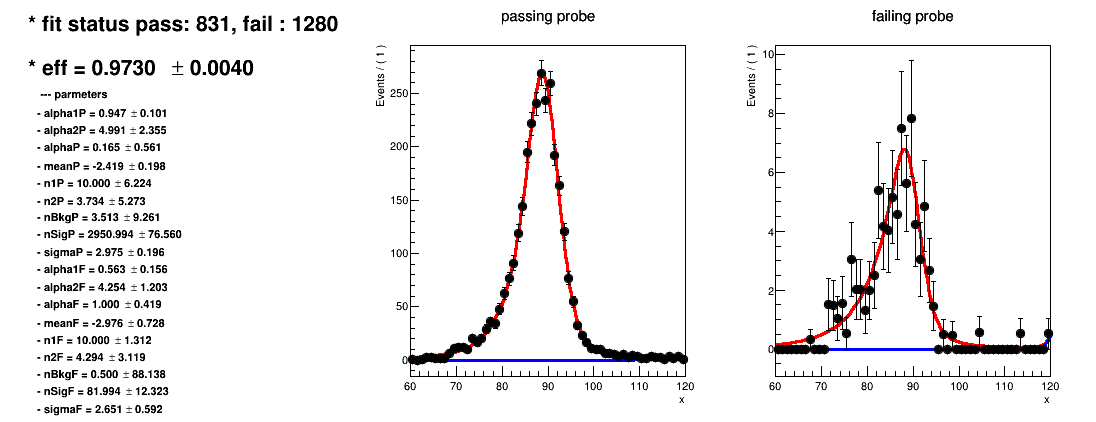 * fit status pass: 831, fail : 1280
* eff = 0.9730 ± 0.0040
--- parmeters
- alpha1P = 0.947 ± 0.101
- alpha2P = 4.991 ± 2.355
- alphaP = 0.165 ± 0.561
- meanP = -2.419 ± 0.198
- n1P = 10.000 ± 6.224
- n2P = 3.734 ± 5.273
- nBkgP = 3.513 ± 9.261
- nSigP = 2950.994 ± 76.560
- sigmaP = 2.975 ± 0.196
- alpha1F = 0.563 ± 0.156
- alpha2F = 4.254 ± 1.203
- alphaF = 1.000 ± 0.419
- meanF = -2.976 ± 0.728
- n1F = 10.000 ± 1.312
- n2F = 4.294 ± 3.119
- nBkgF = 0.500 ± 88.138
- nSigF = 81.994 ± 12.323
- sigmaF = 2.651 ± 0.592
passing probe
Events / ( 1 )
250
200
150
100
50
0
60 70 80 90 100 110 120
x
failing probe
Events / ( 1 )
10
8
6
4
2
0
60 70 80 90 100 110 120
x